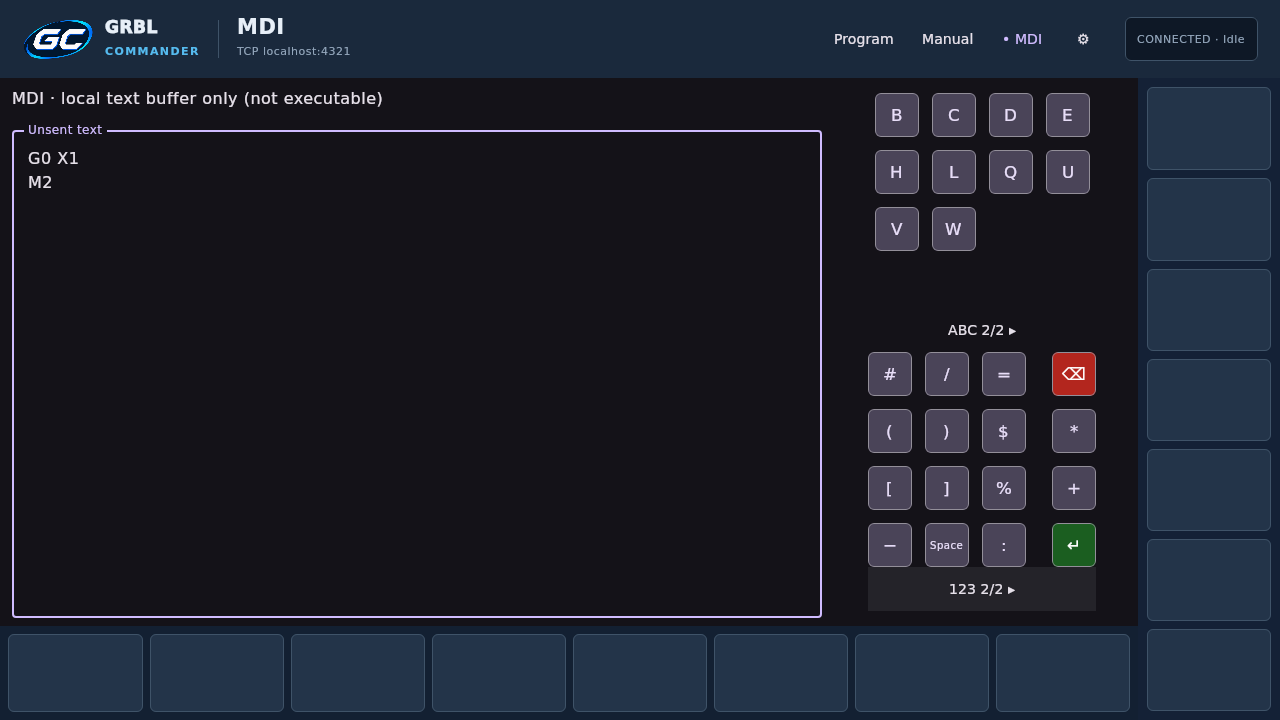 GC GRBL COMMANDER
MDI
TCP localhost:4321
Program Manual • MDI ⚙ CONNECTED · Idle
MDI · local text buffer only (not executable)
Unsent text
G0 X1
M2
B C D E
H L Q U
V W
ABC 2/2 ▸
# / = ⌫
( ) $ *
[ ] % +
− Space : ↵
123 2/2 ▸